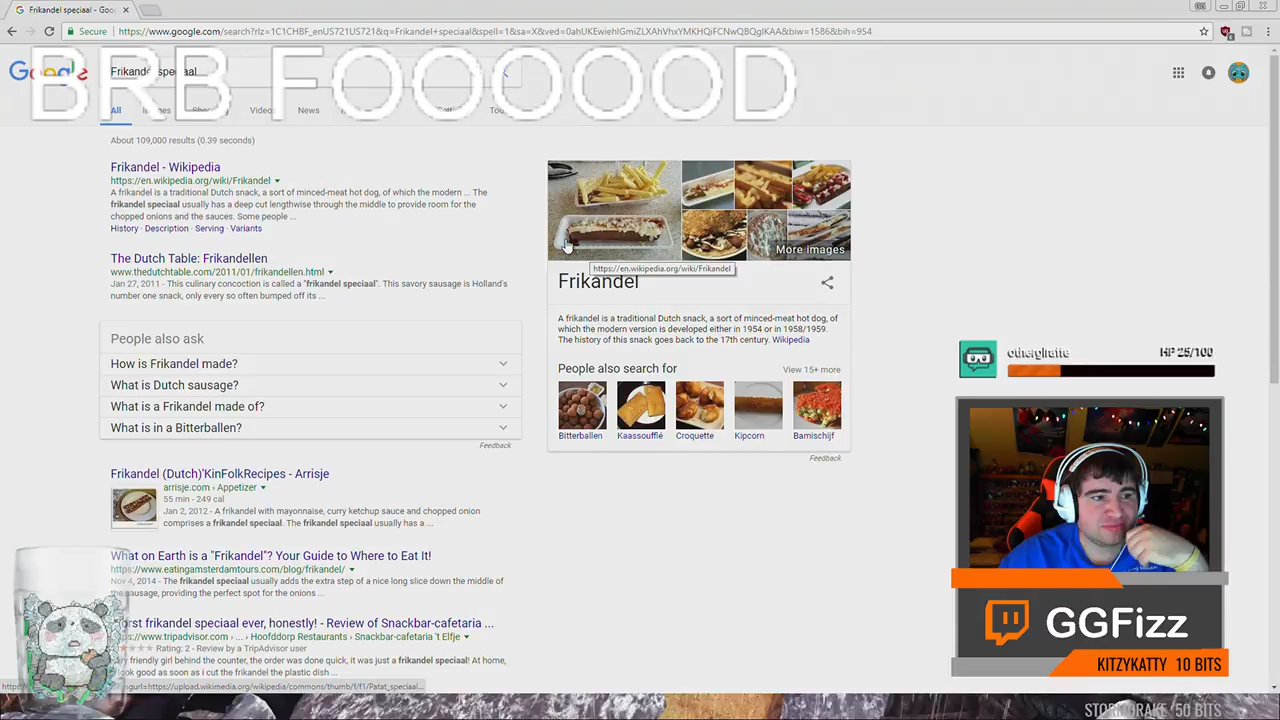 Frikandel speciaal - Goo
Secure
https://www.google.com/search?rlz=1C1CHBF_enUS721US721&q=Frikandel+speciaal&spell=1&sa=X&ved=0ahUKEwiehIGmiZLXAhVhxYMKHQiFCNwQBQgIKAA&biw=1586&bih=954
BRB FOOOOOD
Google
Frikandel speciaal
All
News
About 109,000 results (0.39 seconds)
Frikandel - Wikipedia
https://en.wikipedia.org/wiki/Frikandel
A frikandel is a traditional Dutch snack, a sort of minced-meat hot dog, of which the modern ... The
frikandel speciaal usually has a deep cut lengthwise through the middle to provide room for the
chopped onions and the sauces. Some people ...
History · Description · Serving · Variants
The Dutch Table: Frikandellen
www.thedutchtable.com/2011/01/frikandellen.html
Jan 27, 2011 - This culinary concoction is called a "frikandel speciaal". This savory sausage is Holland's
number one snack, only every so often bumped off its ...
People also ask
How is Frikandel made?
What is Dutch sausage?
What is a Frikandel made of?
What is in a Bitterballen?
Feedback
Frikandel (Dutch)'KinFolkRecipes - Arrisje
arrisje.com › Appetizer
55 min - 249 cal
Jan 2, 2012 - A frikandel with mayonnaise, curry ketchup sauce and chopped onion
comprises a frikandel speciaal. The frikandel speciaal usually has a ...
What on Earth is a "Frikandel"? Your Guide to Where to Eat It!
https://www.eatingamsterdamtours.com/blog/frikandel/
Nov 4, 2014 - The frikandel speciaal usually adds the extra step of a nice long slice down the middle of
the sausage, providing the perfect spot for the onions ...
frikandel speciaal ever, honestly! - Review of Snackbar-cafetaria ...
www.tripadvisor.com › ... › Hoofddorp Restaurants › Snackbar-cafetaria 't Elfje
Rating: 2 - Review by a TripAdvisor user
friendly girl behind the counter, the order was done quick, it was just a frikandel speciaal! At home,
look good as soon as i cut the frikandel the plastic dish ...
url=https://upload.wikimedia.org/wikipedia/commons/thumb/f/f1/Patat_speciaal...
More images
https://en.wikipedia.org/wiki/Frikandel
Frikandel
A frikandel is a traditional Dutch snack, a sort of minced-meat hot dog, of
which the modern version is developed either in 1954 or in 1958/1959.
The history of this snack goes back to the 17th century. Wikipedia
People also search for
View 15+ more
Bitterballen
Kaassoufflé
Croquette
Kipcorn
Bamischijf
Feedback
othergiraffe
HP 25/100
GGFizz
KITZYKATTY 10 BITS
50 BITS